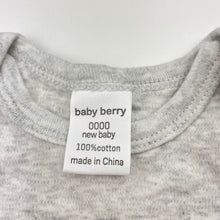 baby berry
0000
new baby
100%cotton
made in China